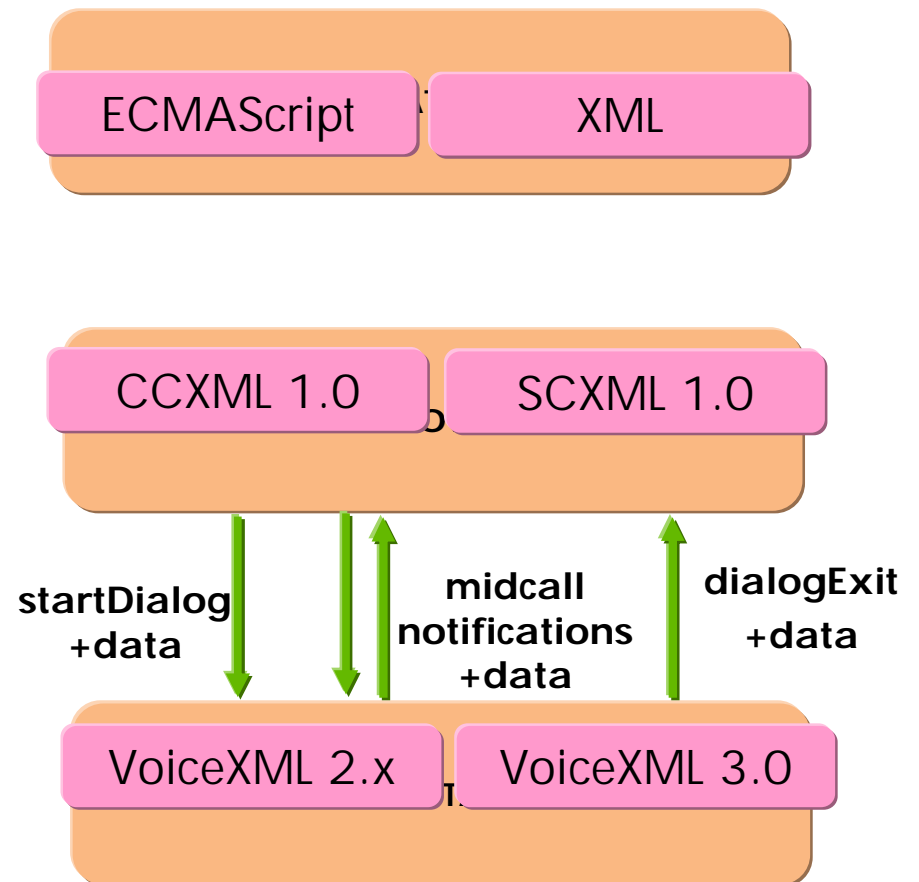 ECMAScript
XML
CCXML 1.0
SCXML 1.0
startDialog
+data
midcall
notifications
+data
dialogExit
+data
VoiceXML 2.x
VoiceXML 3.0